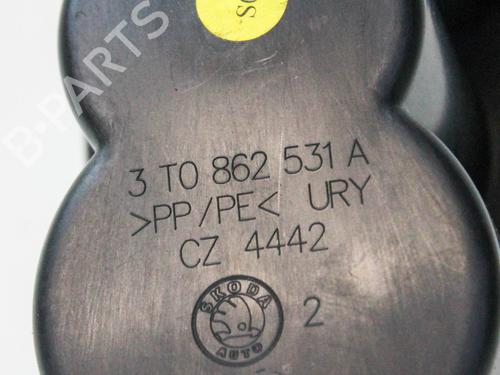 B-PARTS
3 T0 862 531 A
>PP/PE< URY
CZ 4442
SKODA
AUTO
2